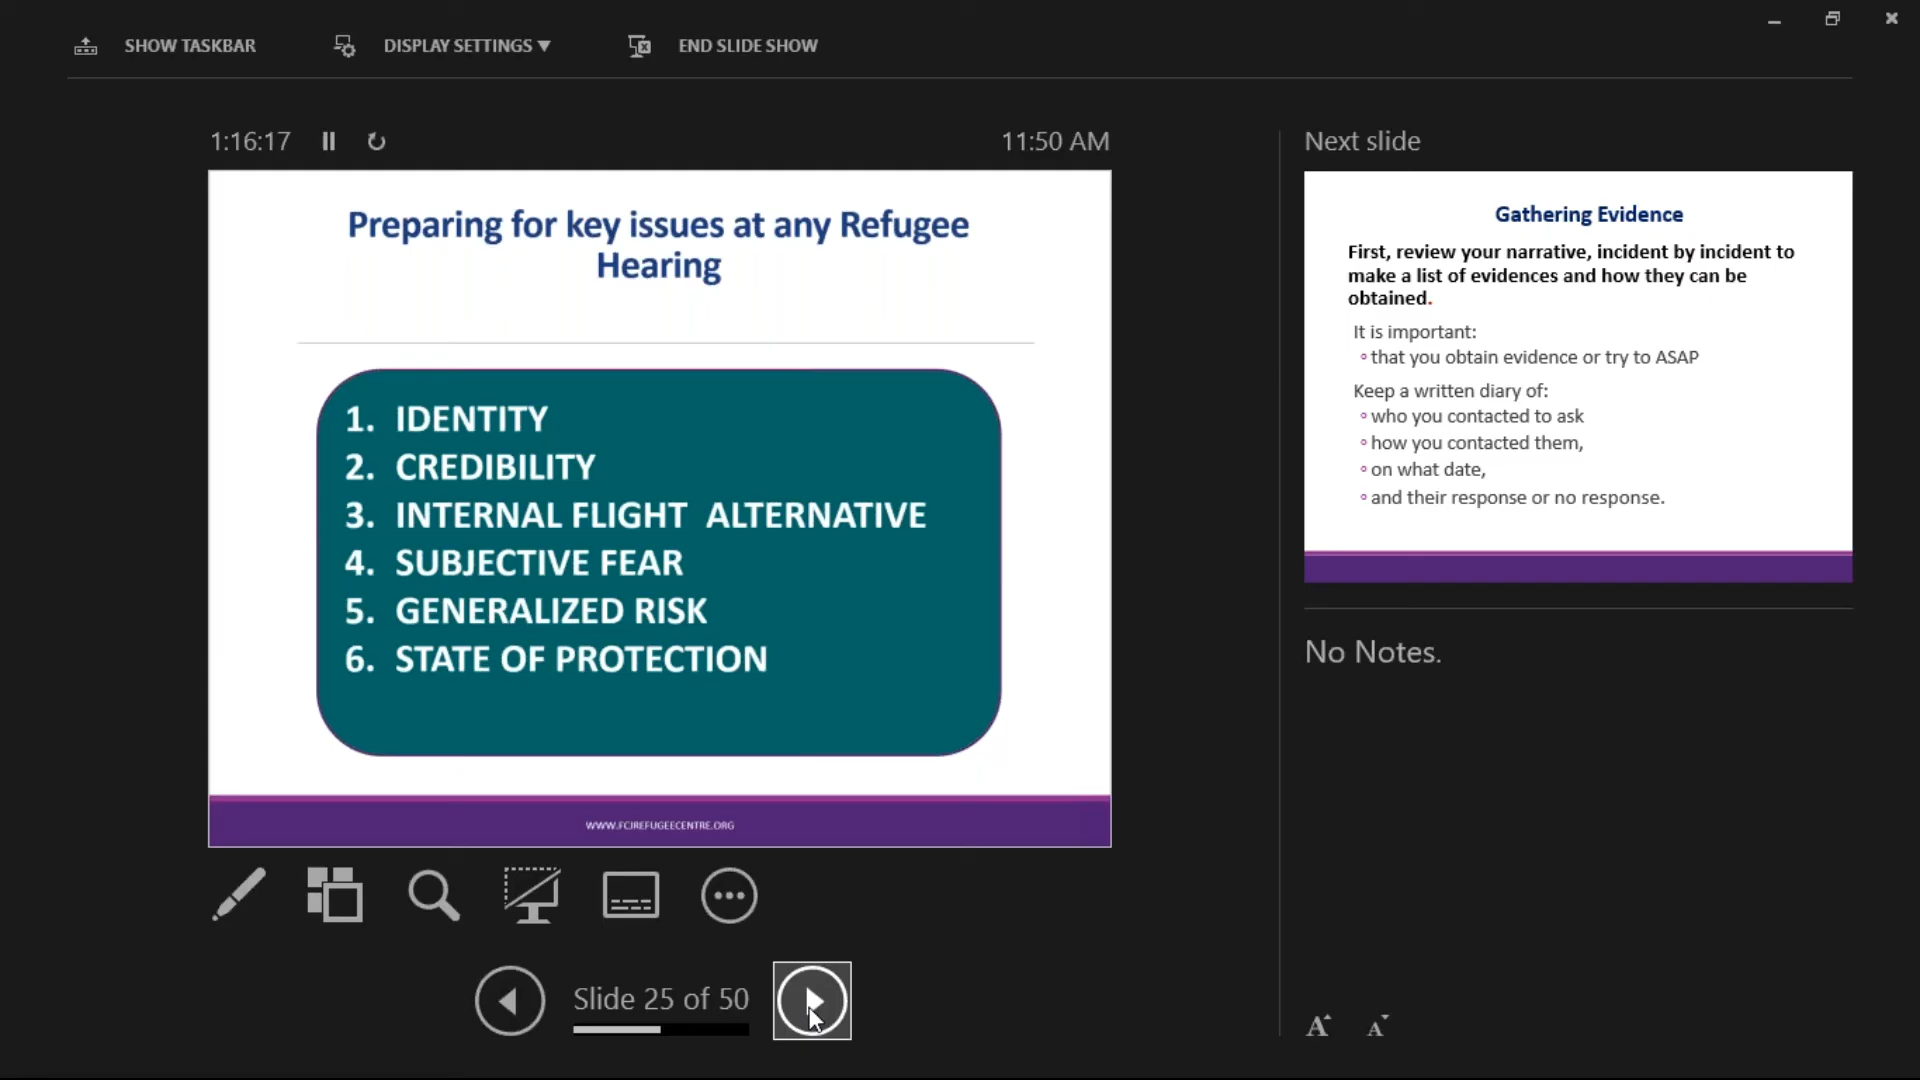 SHOW TASKBAR
DISPLAY SETTINGS ▼
END SLIDE SHOW
1:16:17
11:50 AM
Preparing for key issues at any Refugee
Hearing
1. IDENTITY
2. CREDIBILITY
3. INTERNAL FLIGHT ALTERNATIVE
4. SUBJECTIVE FEAR
5. GENERALIZED RISK
6. STATE OF PROTECTION
WWW.FCJREFUGEECENTRE.ORG
Slide 25 of 50
Next slide
Gathering Evidence
First, review your narrative, incident by incident to
make a list of evidences and how they can be
obtained.
It is important:
◦ that you obtain evidence or try to ASAP
Keep a written diary of:
◦ who you contacted to ask
◦ how you contacted them,
◦ on what date,
◦ and their response or no response.
No Notes.
A A